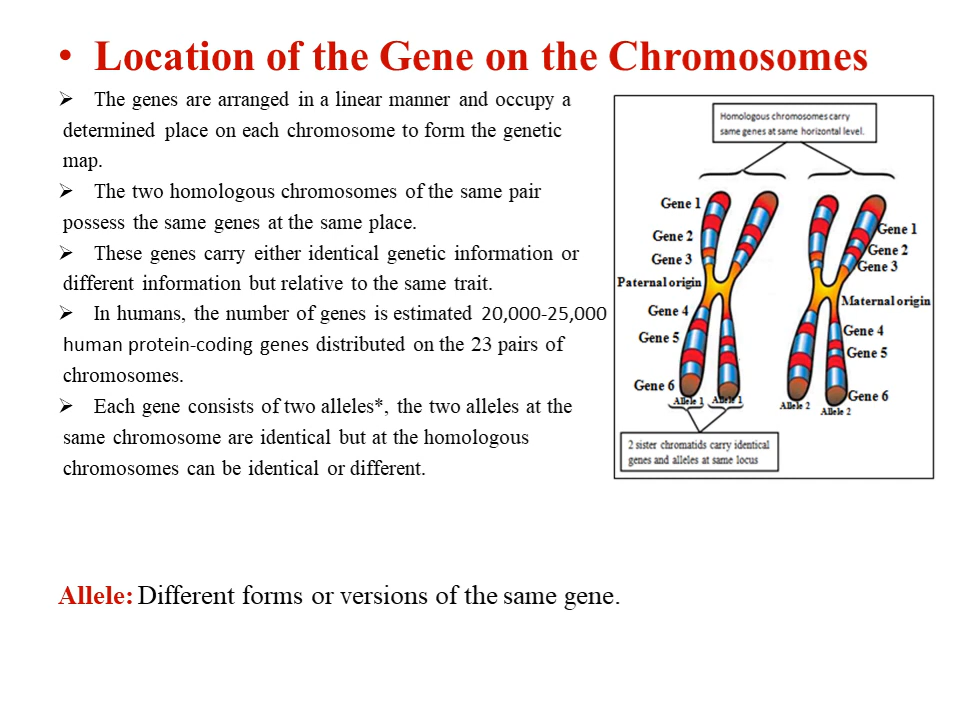 • Location of the Gene on the Chromosomes
➢ The genes are arranged in a linear manner and occupy a
determined place on each chromosome to form the genetic
map.
➢ The two homologous chromosomes of the same pair
possess the same genes at the same place.
➢ These genes carry either identical genetic information or
different information but relative to the same trait.
➢ In humans, the number of genes is estimated 20,000-25,000
human protein-coding genes distributed on the 23 pairs of
chromosomes.
➢ Each gene consists of two alleles*, the two alleles at the
same chromosome are identical but at the homologous
chromosomes can be identical or different.
Homologous chromosomes carry
same genes at same horizontal level.
Gene 1
Gene 2
Gene 3
Paternal origin
Gene 4
Gene 5
Gene 6
Allele 1
Allele 1
Gene 1
Gene 2
Gene 3
Maternal origin
Gene 4
Gene 5
Gene 6
Allele 2
Allele 2
2 sister chromatids carry identical
genes and alleles at same locus
Allele: Different forms or versions of the same gene.